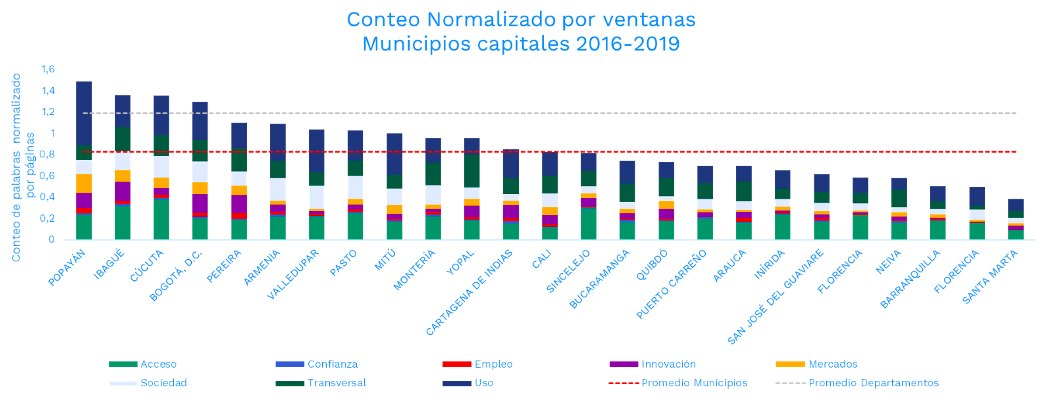 Conteo Normalizado por ventanas
Municipios capitales 2016-2019
Conteo de palabras normalizado
por páginas
1,6
1,4
1,2
1
0,8
0,6
0,4
0,2
0
POPAYÁN
IBAGUÉ
CÚCUTA
BOGOTÁ, D.C.
PEREIRA
ARMENIA
VALLEDUPAR
PASTO
MITÚ
MONTERÍA
YOPAL
CARTAGENA DE INDIAS
CALI
SINCELEJO
BUCARAMANGA
QUIBDÓ
PUERTO CARREÑO
ARAUCA
INÍRIDA
SAN JOSÉ DEL GUAVIARE
FLORENCIA
NEIVA
BARRANQUILLA
FLORENCIA
SANTA MARTA
Acceso Confianza Empleo Innovación Mercados
Sociedad Transversal Uso Promedio Municipios Promedio Departamentos